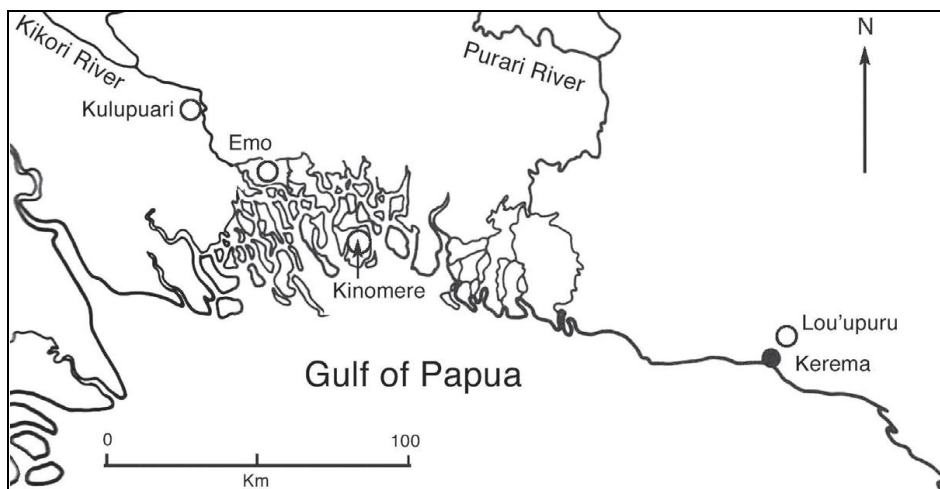 N
Kikori River
Purari River
Kulupuari
Emo
Kinomere
Lou'upuru
Kerema
Gulf of Papua
0 100
Km